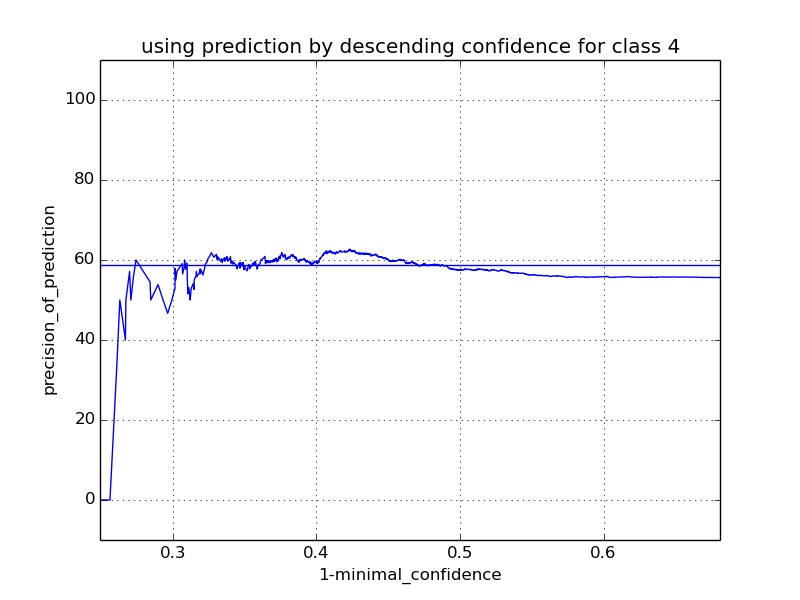 using prediction by descending confidence for class 4
100
80
60
40
20
0
precision_of_prediction
0.3 0.4 0.5 0.6
1-minimal_confidence